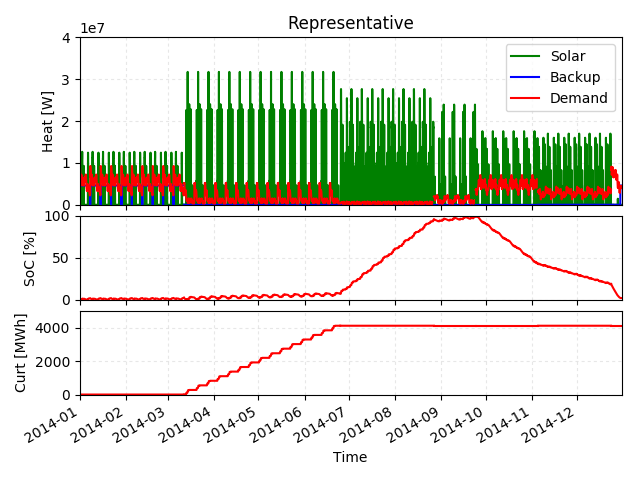 Representative
1e7
Heat [W]
4
3
2
1
0
Solar
Backup
Demand
SoC [%]
100
50
0
Curt [MWh]
4000
2000
0
2014-01
2014-02
2014-03
2014-04
2014-05
2014-06
2014-07
2014-08
2014-09
2014-10
2014-11
2014-12
Time